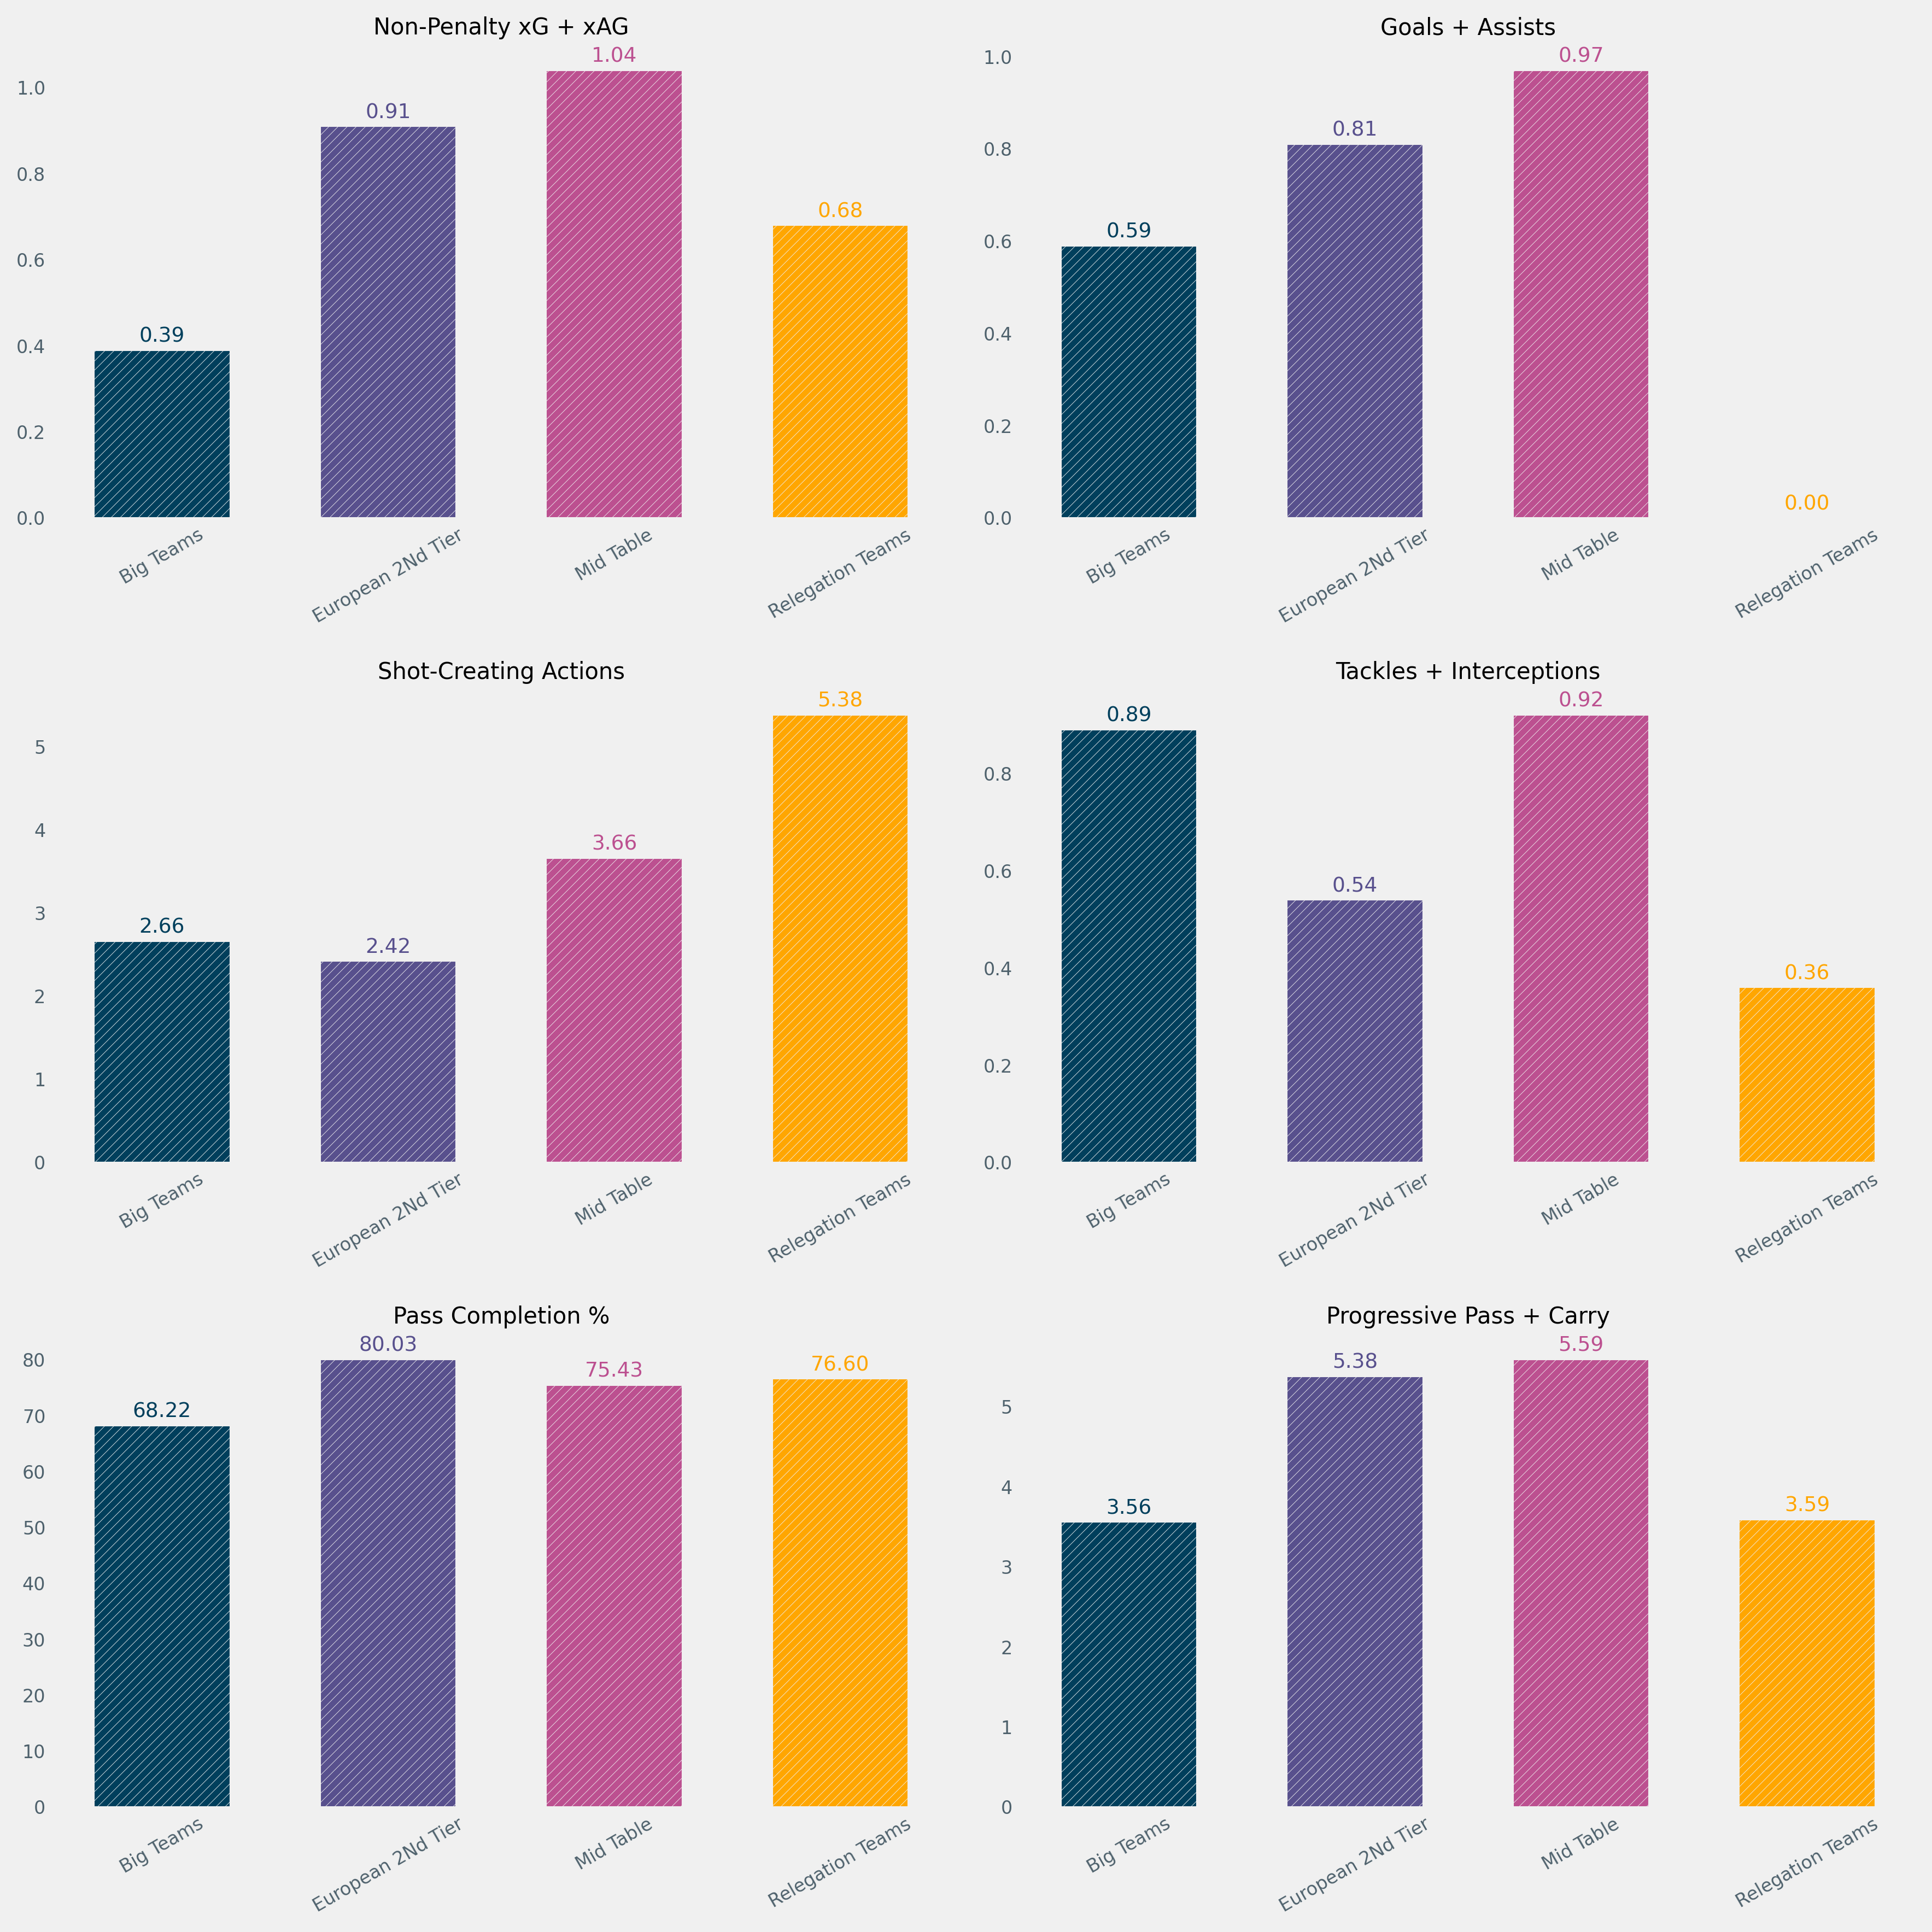 Non-Penalty xG + xAG
1.04
1.0
0.91
0.8
0.68
0.6
0.39
0.4
0.2
0.0
Big Teams
European 2Nd Tier
Mid Table
Relegation Teams
Goals + Assists
1.0
0.97
0.81
0.8
0.59
0.6
0.4
0.2
0.00
0.0
Big Teams
European 2Nd Tier
Mid Table
Relegation Teams
Shot-Creating Actions
5.38
5
4
3.66
3
2.66
2.42
2
1
0
Big Teams
European 2Nd Tier
Mid Table
Relegation Teams
Tackles + Interceptions
0.89
0.92
0.8
0.6
0.54
0.4
0.36
0.2
0.0
Big Teams
European 2Nd Tier
Mid Table
Relegation Teams
Pass Completion %
80.03
80
75.43
76.60
70
68.22
60
50
40
30
20
10
0
Big Teams
European 2Nd Tier
Mid Table
Relegation Teams
Progressive Pass + Carry
5.59
5.38
5
4
3.56
3.59
3
2
1
0
Big Teams
European 2Nd Tier
Mid Table
Relegation Teams